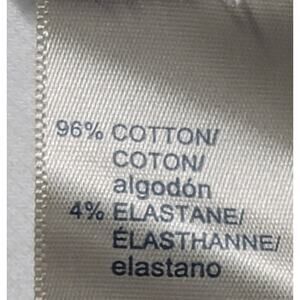 96% COTTON/
COTON/
algodón
4% ELASTANE/
ÉLASTHANNE/
elastano